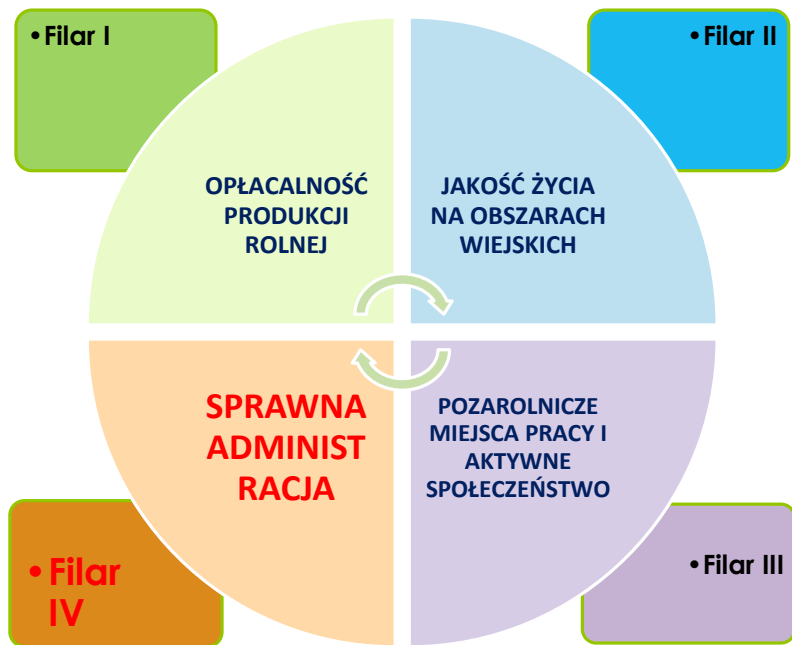 • Filar I
• Filar II
OPŁACALNOŚĆ
PRODUKCJI
ROLNEJ
JAKOŚĆ ŻYCIA
NA OBSZARACH
WIEJSKICH
SPRAWNA
ADMINIST
RACJA
POZAROLNICZE
MIEJSCA PRACY I
AKTYWNE
SPOŁECZEŃSTWO
• Filar
IV
• Filar III